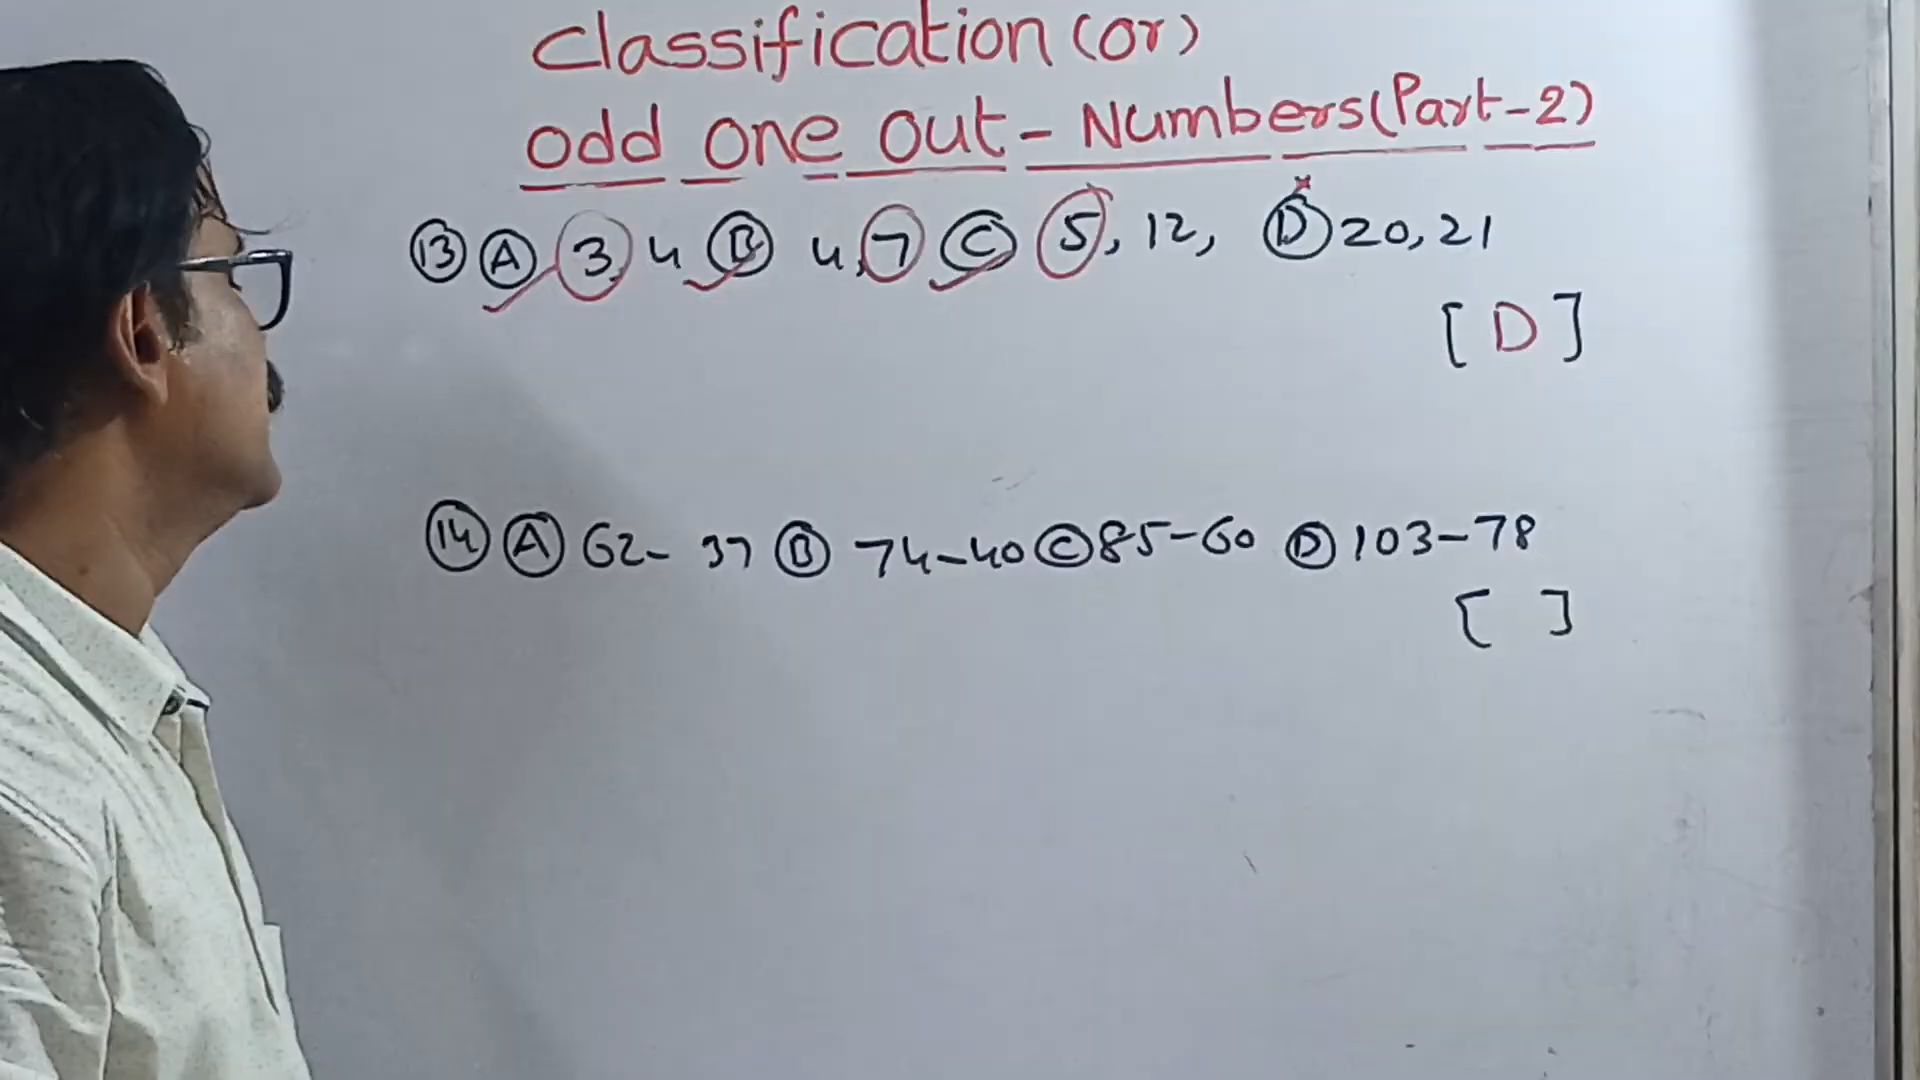 Classification (or)
odd one out - Numbers (Part-2)
13 A 3, 4 B 4, 7 C 5, 12, D 20, 21
[ D ]
14 A 62- 37 B 74-40 C 85-60 D 103-78
[ ]